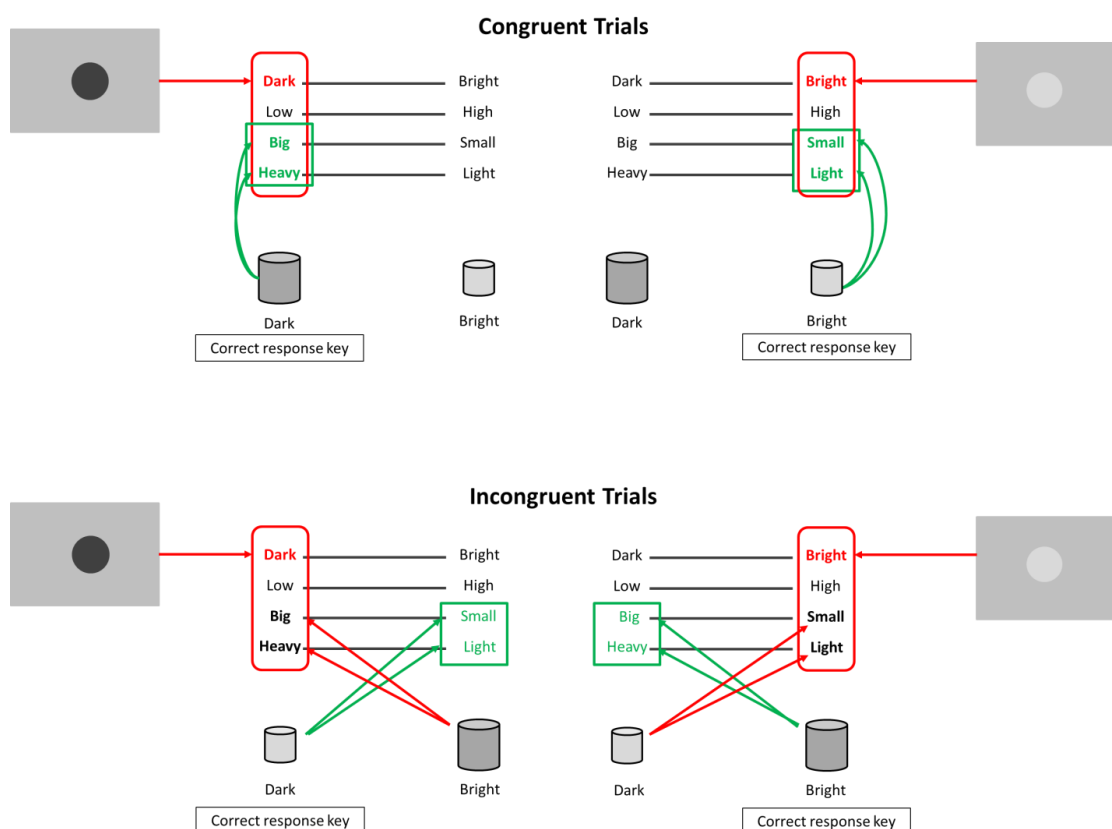 Congruent Trials
Dark Bright Dark Bright
Low High Low High
Big Small Big Small
Heavy Light Heavy Light
Dark Bright Dark Bright
Correct response key Correct response key
Incongruent Trials
Dark Bright Dark Bright
Low High Low High
Big Small Big Small
Heavy Light Heavy Light
Dark Bright Dark Bright
Correct response key Correct response key